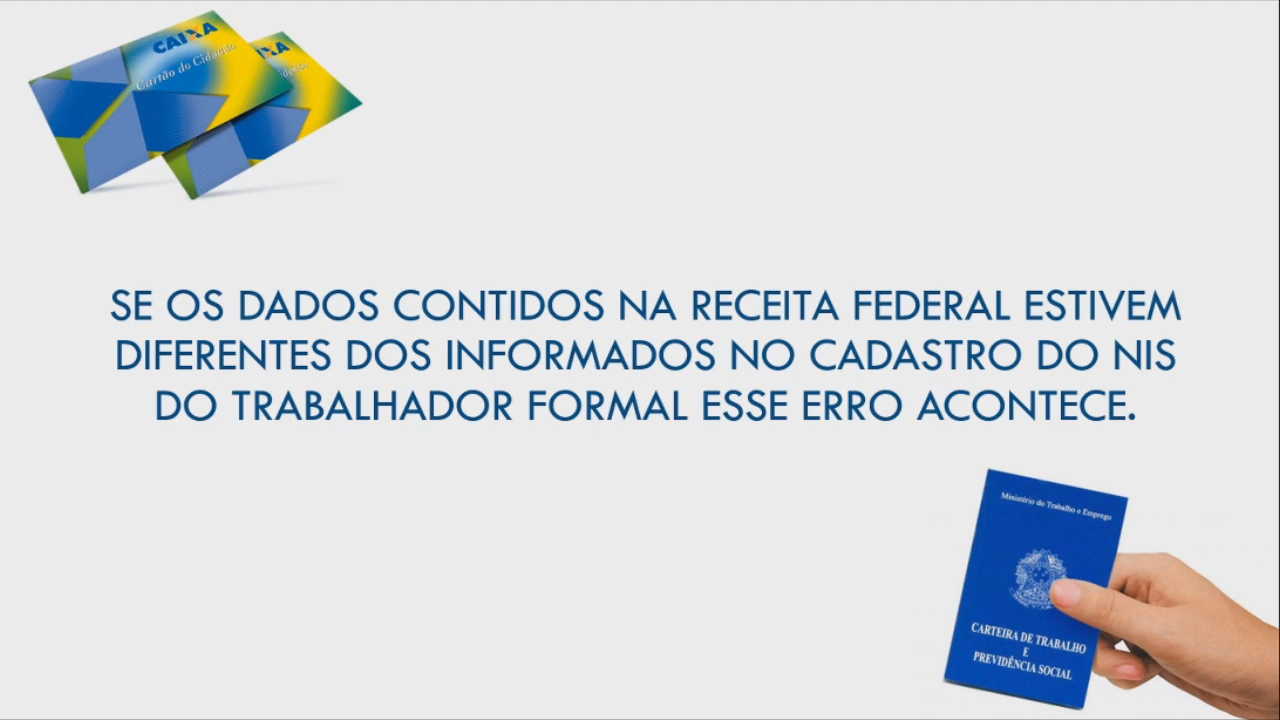 CAIXA
Cartão do Cidadão
SE OS DADOS CONTIDOS NA RECEITA FEDERAL ESTIVEM
DIFERENTES DOS INFORMADOS NO CADASTRO DO NIS
DO TRABALHADOR FORMAL ESSE ERRO ACONTECE.
Ministério do Trabalho e Emprego
CARTEIRA DE TRABALHO
E
PREVIDÊNCIA SOCIAL